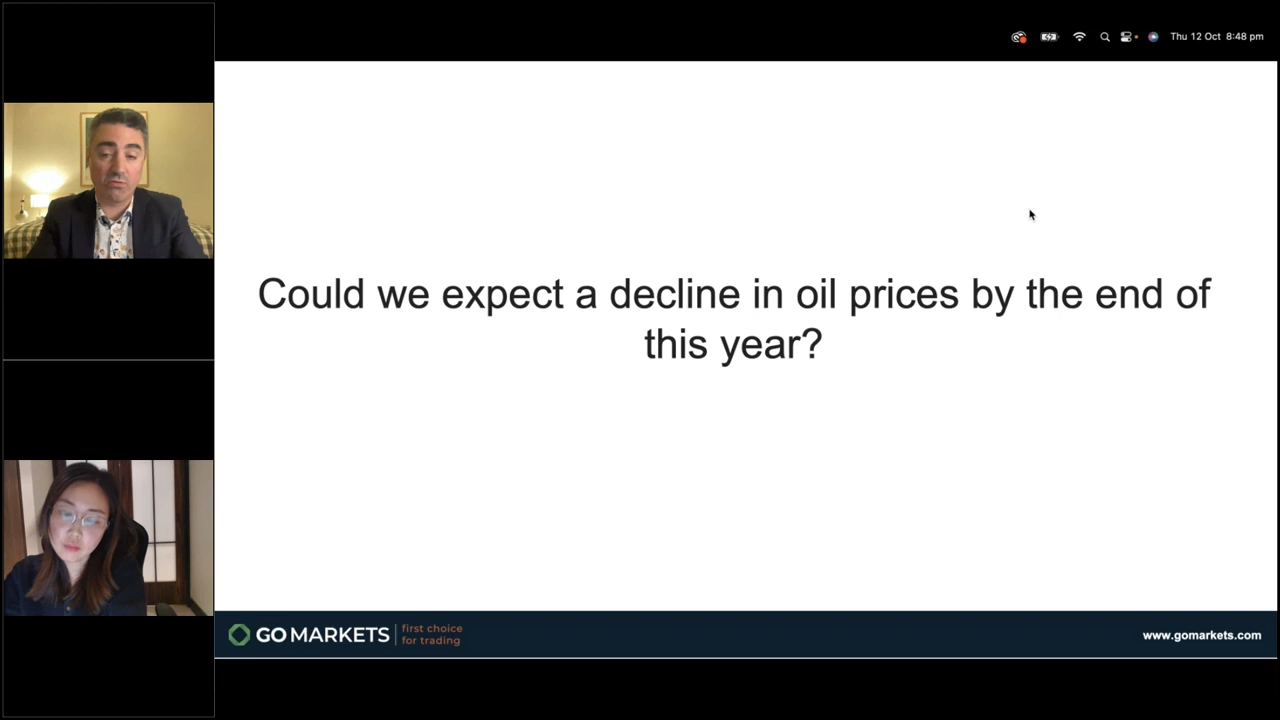 Thu 12 Oct 8:48 pm
Could we expect a decline in oil prices by the end of
this year?
GO MARKETS
first choice
for trading
www.gomarkets.com